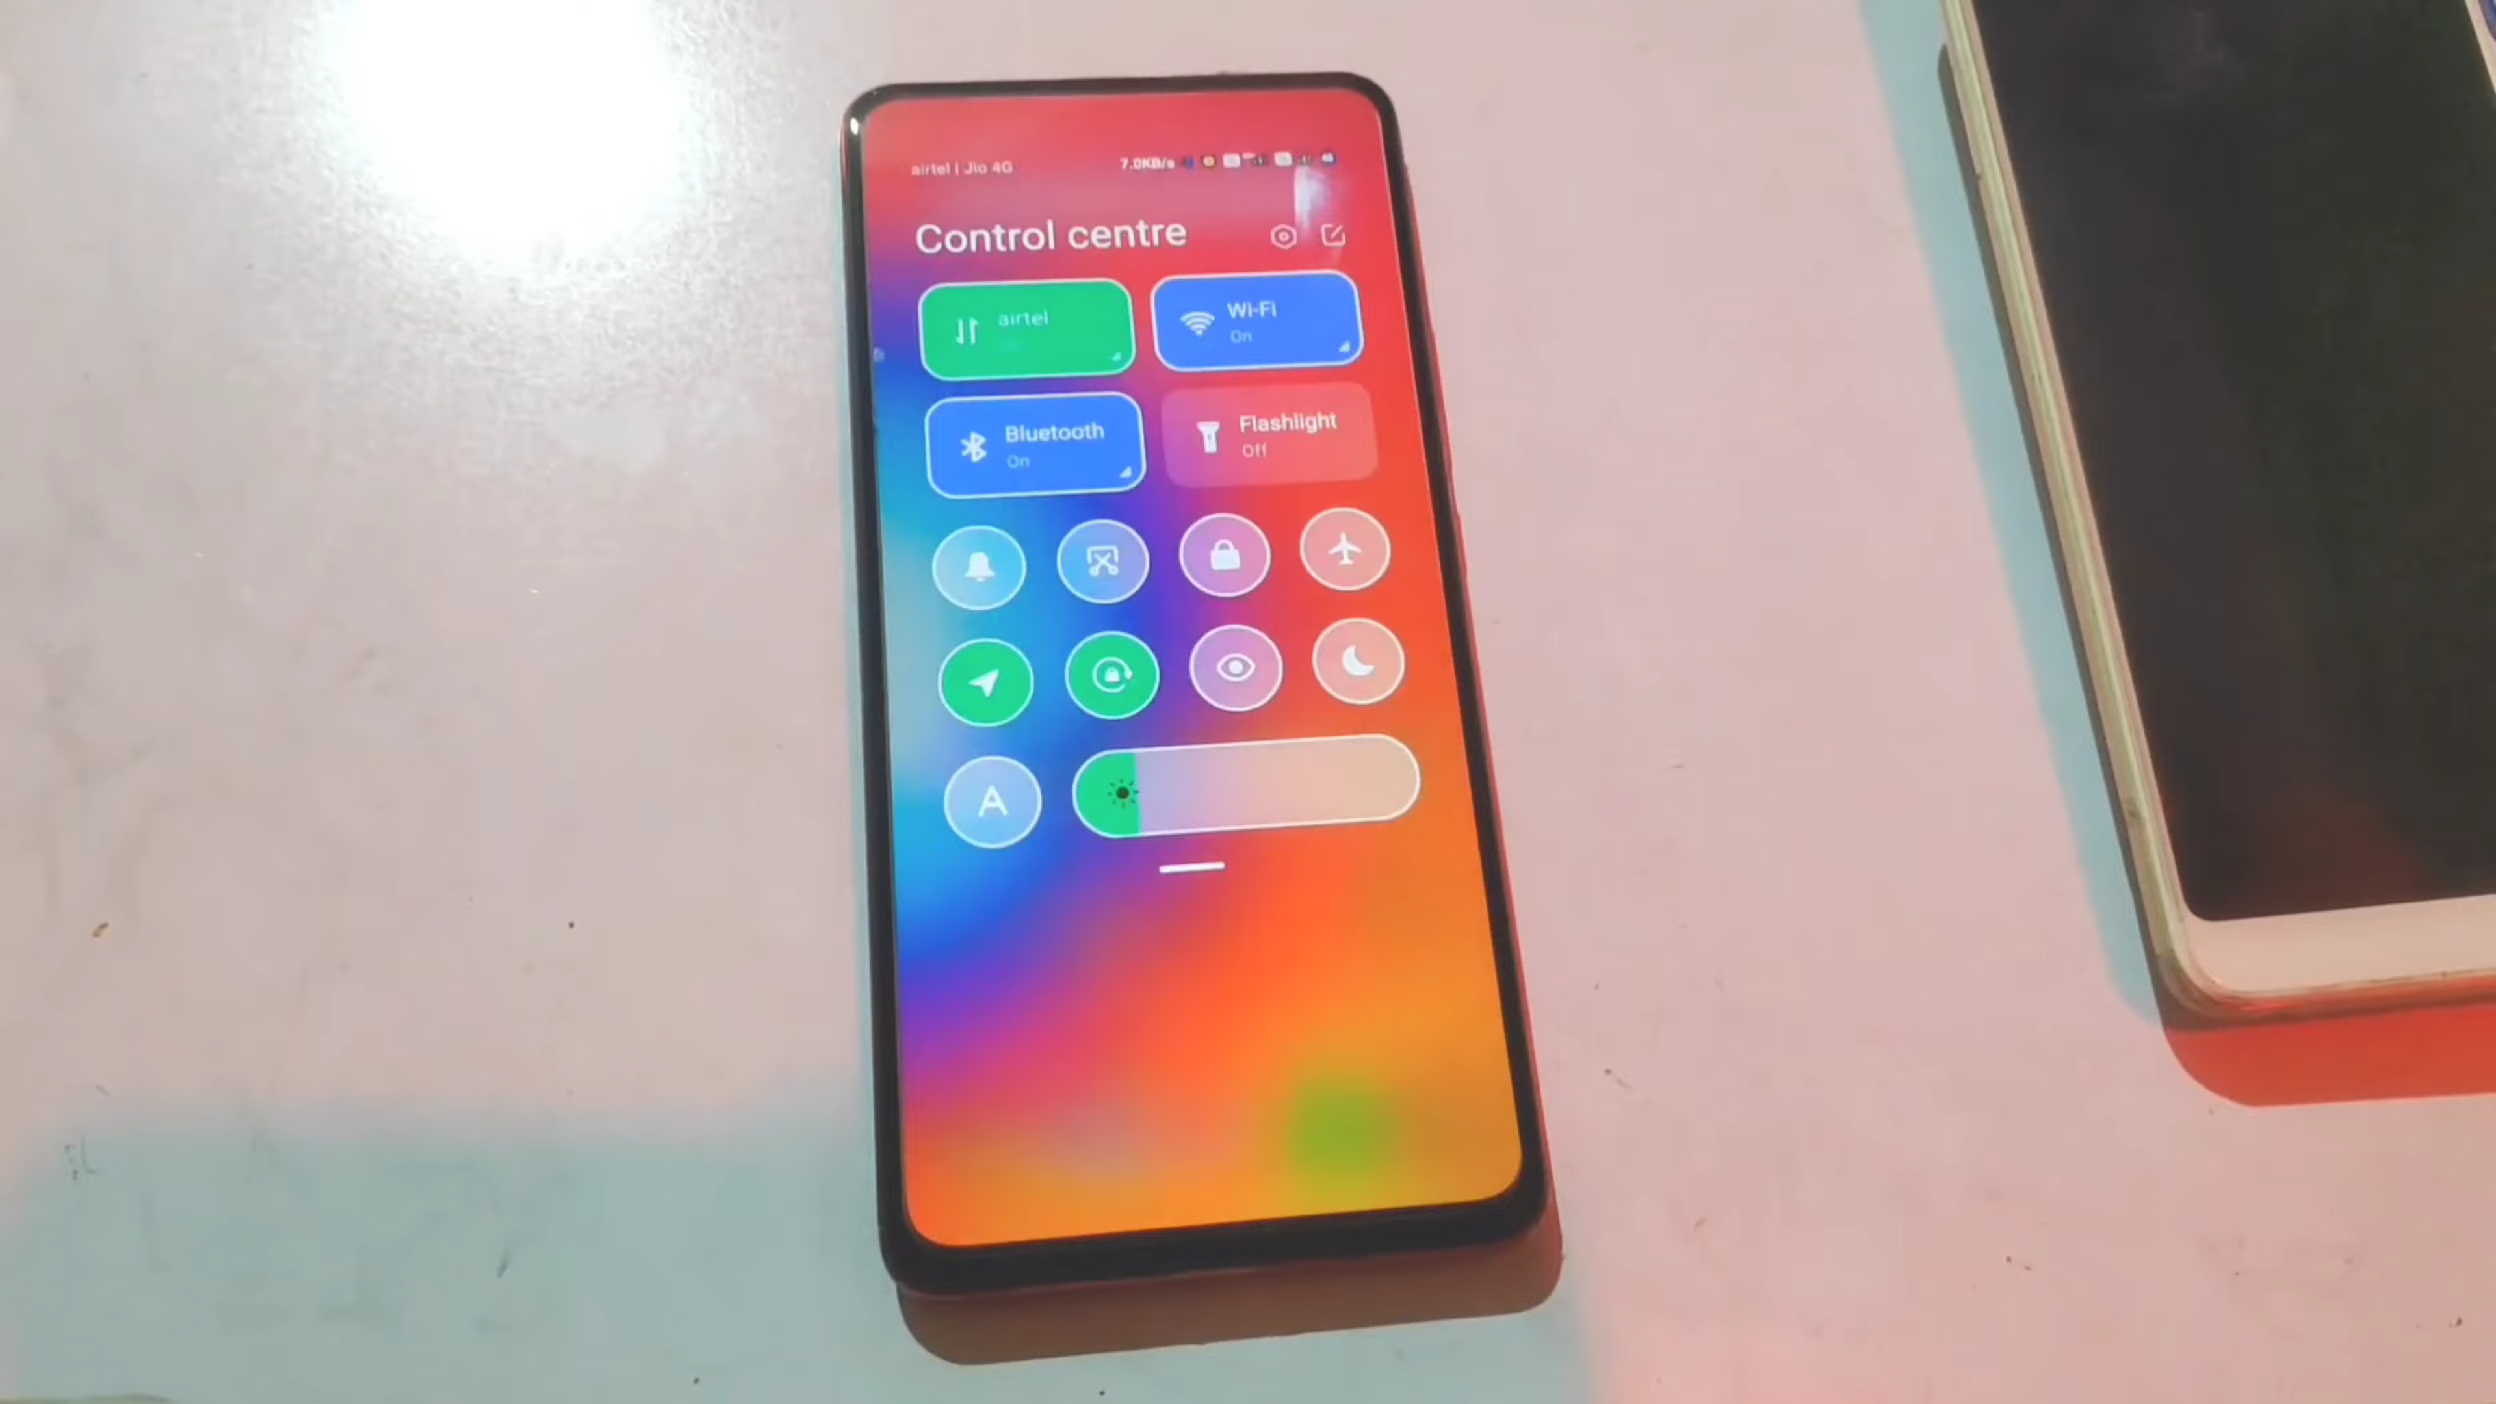 airtel | Jio 4G
7.0KB/s
Control centre
airtel
Wi-Fi
On
Bluetooth
On
Flashlight
Off
A